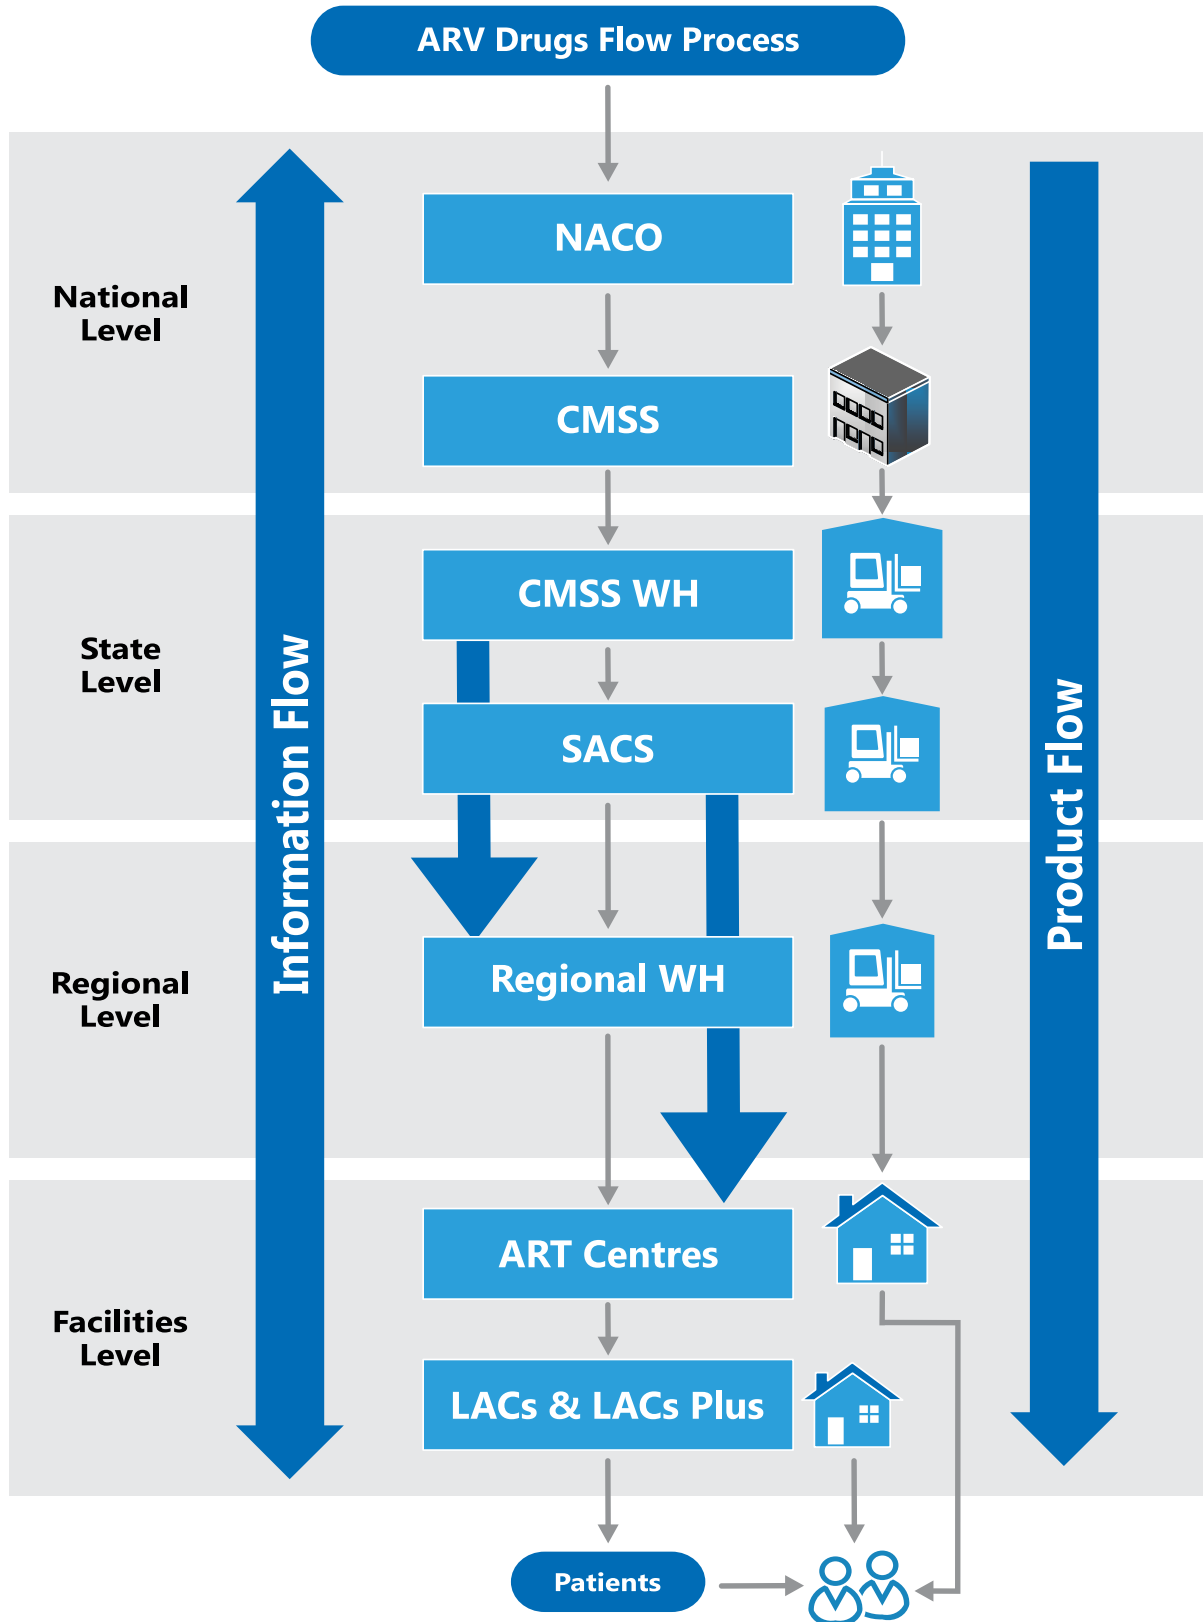 ARV Drugs Flow Process
National
Level
NACO
CMSS
State
Level
CMSS WH
SACS
Information Flow
Product Flow
Regional
Level
Regional WH
Facilities
Level
ART Centres
LACs & LACs Plus
Patients